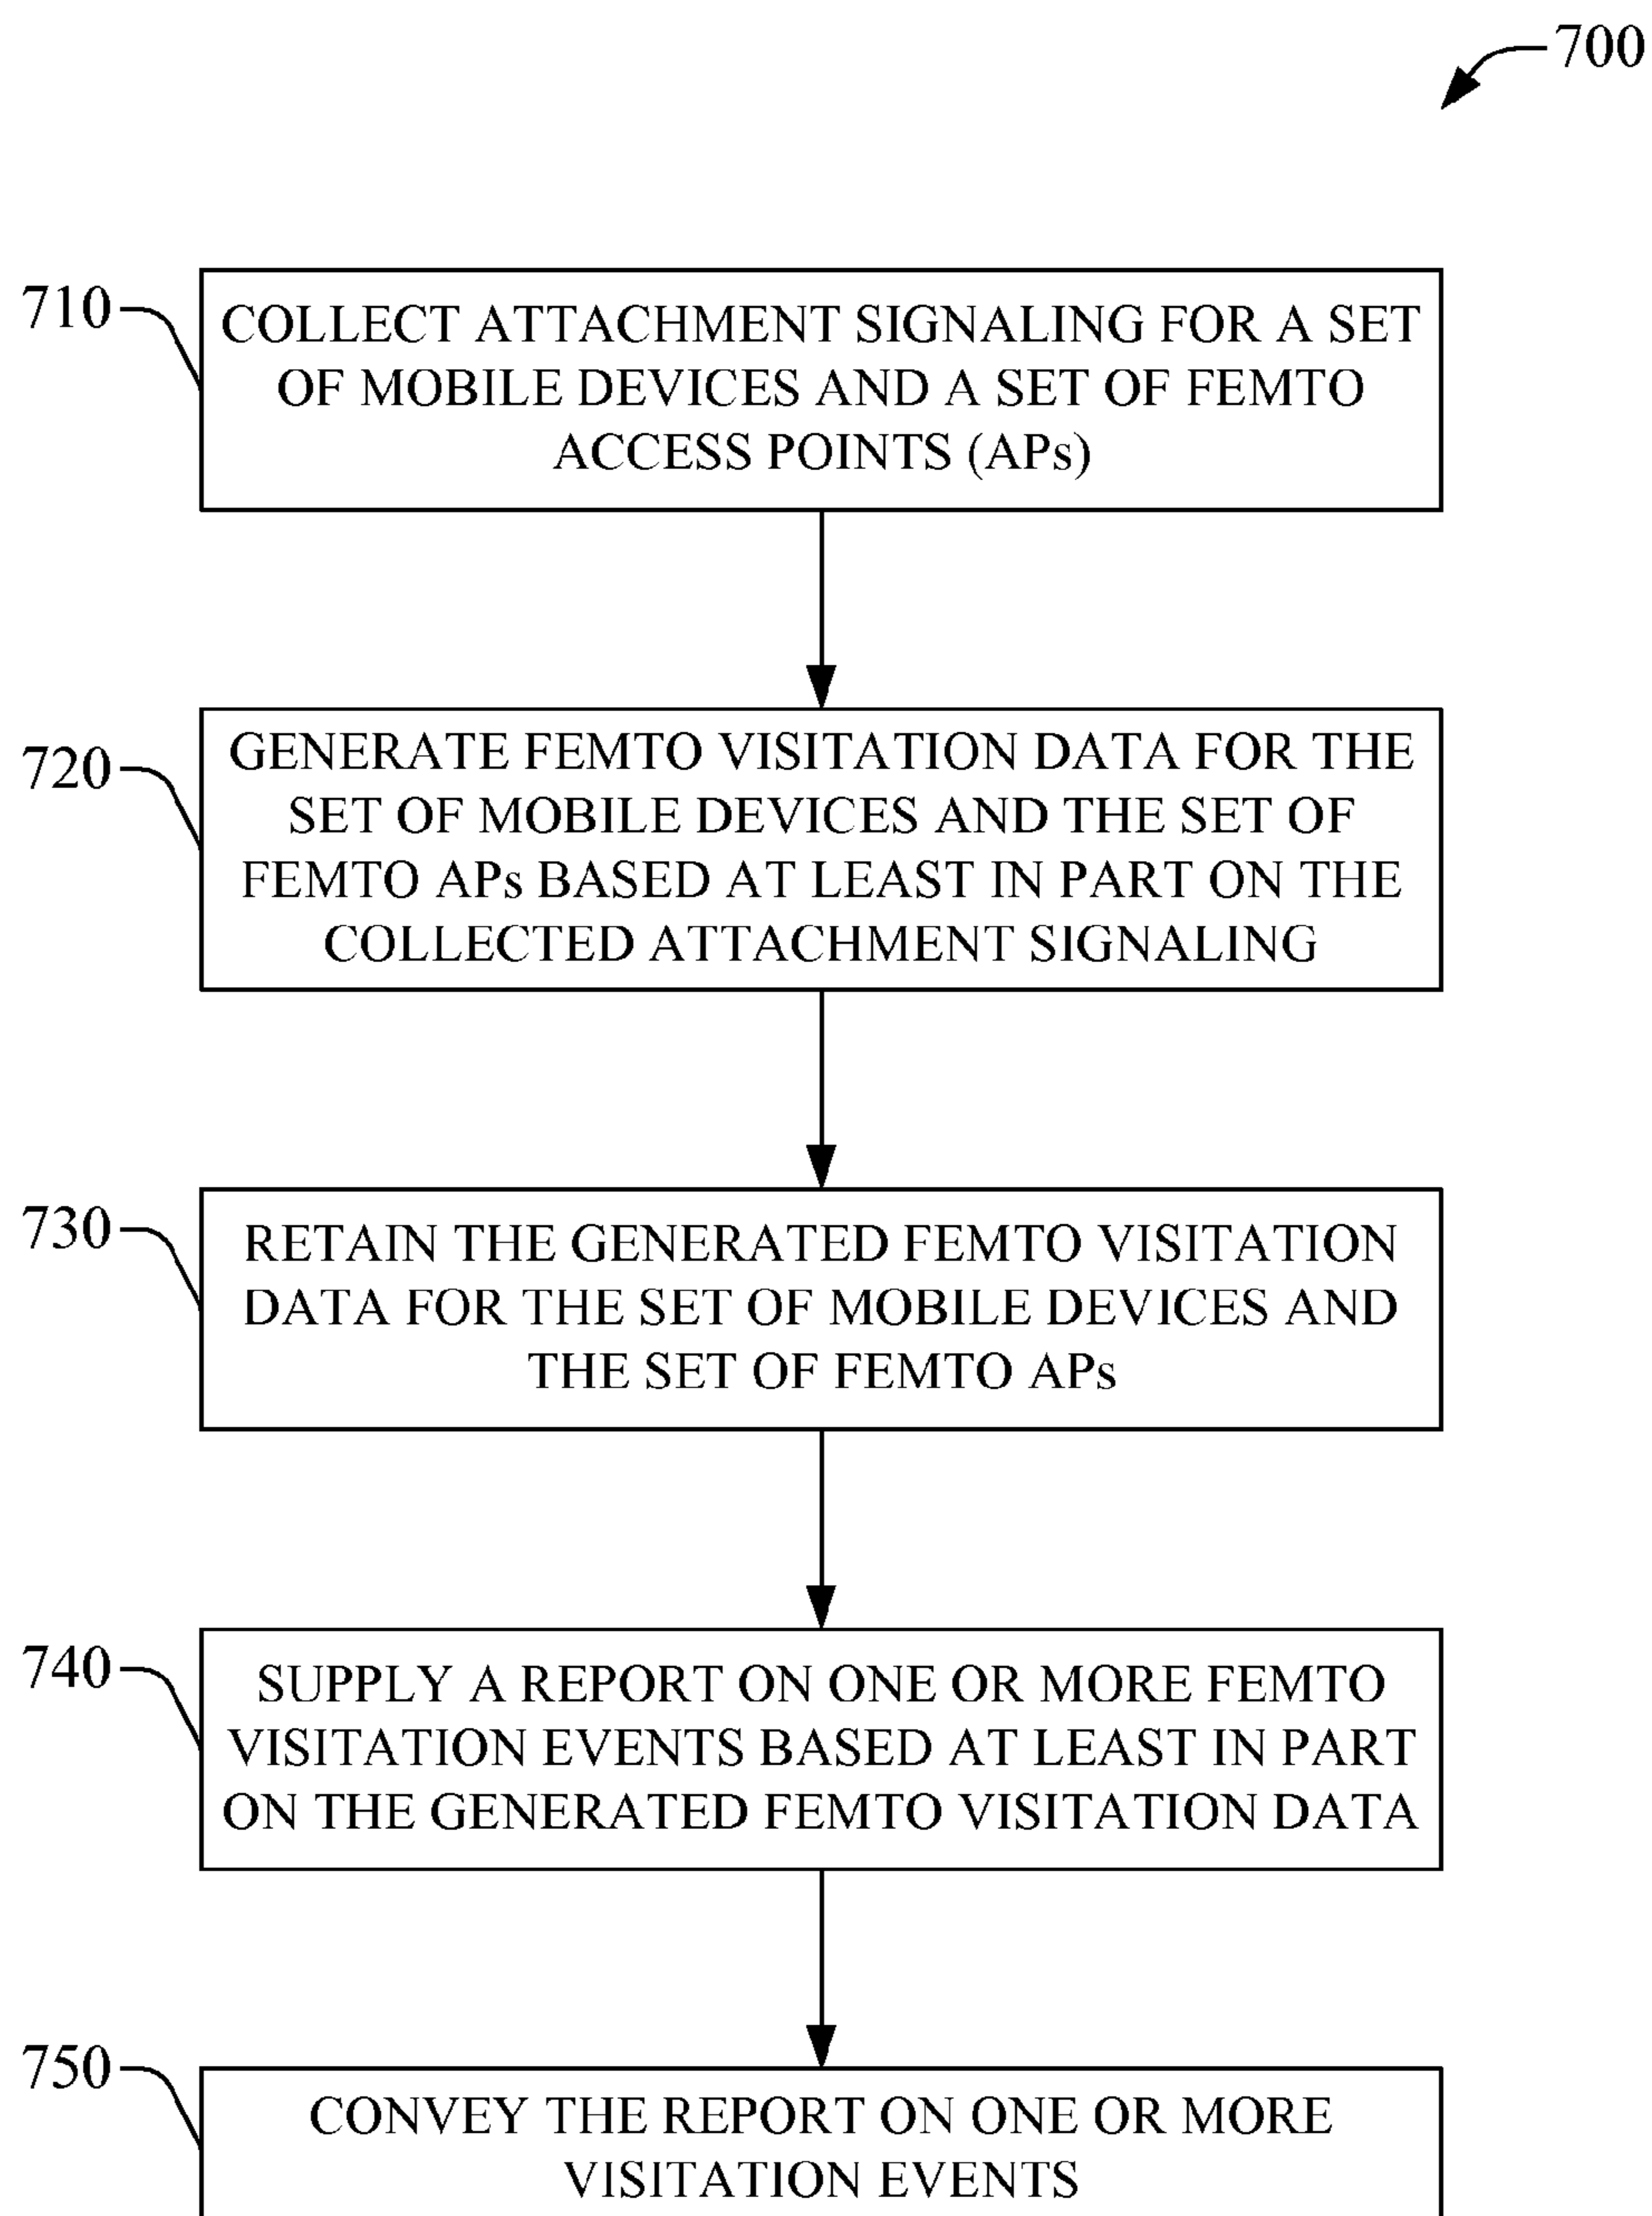 700
710
COLLECT ATTACHMENT SIGNALING FOR A SET
OF MOBILE DEVICES AND A SET OF FEMTO
ACCESS POINTS (APs)
720
GENERATE FEMTO VISITATION DATA FOR THE
SET OF MOBILE DEVICES AND THE SET OF
FEMTO APs BASED AT LEAST IN PART ON THE
COLLECTED ATTACHMENT SIGNALING
730
RETAIN THE GENERATED FEMTO VISITATION
DATA FOR THE SET OF MOBILE DEVICES AND
THE SET OF FEMTO APs
740
SUPPLY A REPORT ON ONE OR MORE FEMTO
VISITATION EVENTS BASED AT LEAST IN PART
ON THE GENERATED FEMTO VISITATION DATA
750
CONVEY THE REPORT ON ONE OR MORE
VISITATION EVENTS